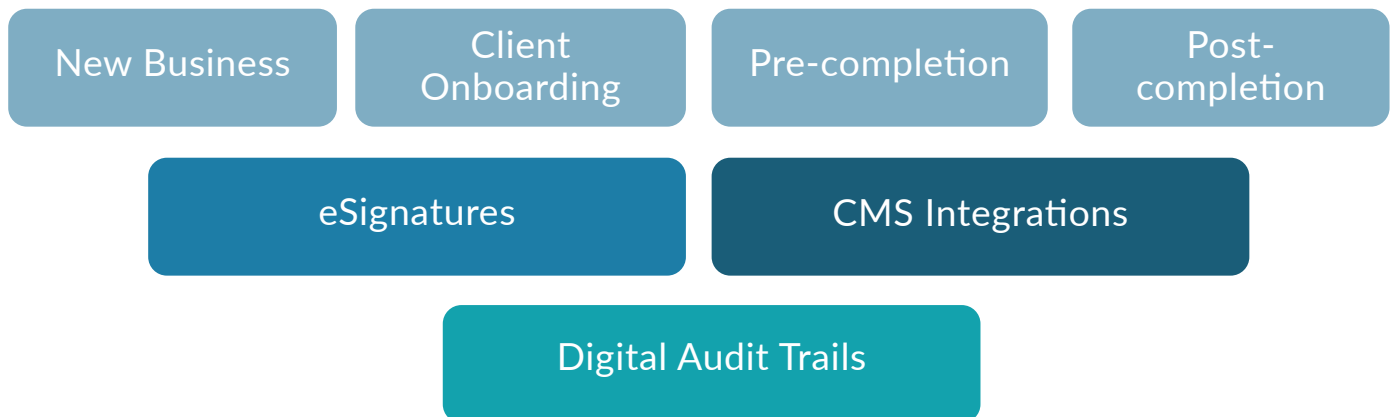 New Business
Client
Onboarding
Pre-completion
Post-
completion
eSignatures
CMS Integrations
Digital Audit Trails